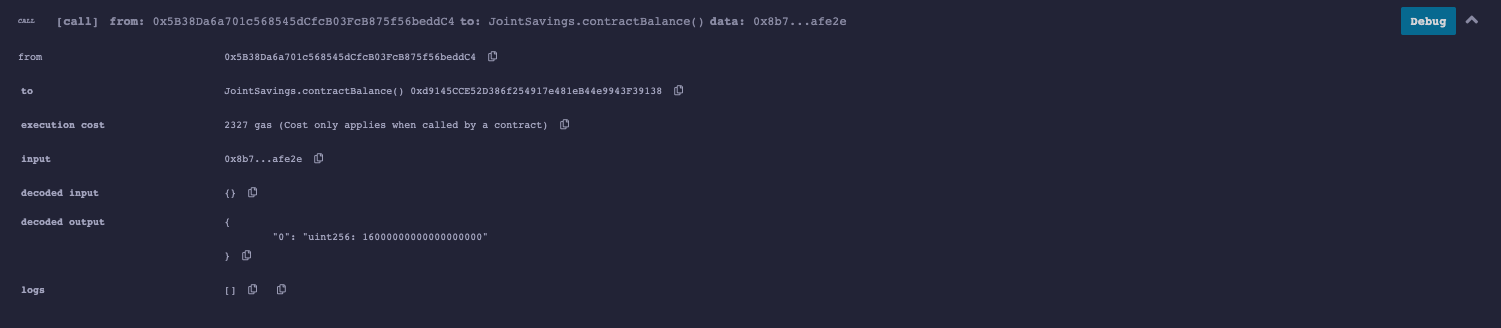 CALL [call] from: 0x5B38Da6a701c568545dCfcB03FcB875f56beddC4 to: JointSavings.contractBalance() data: 0x8b7...afe2e Debug
from 0x5B38Da6a701c568545dCfcB03FcB875f56beddC4
to JointSavings.contractBalance() 0xd9145CCE52D386f254917e481eB44e9943F39138
execution cost 2327 gas (Cost only applies when called by a contract)
input 0x8b7...afe2e
decoded input {}
decoded output {
"0": "uint256: 16000000000000000000"
}
logs []